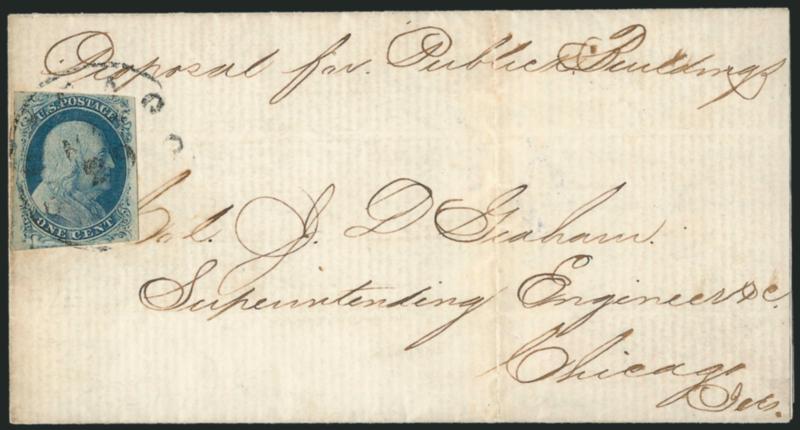 Proposal for Public Buildings
U.S. POSTAGE
ONE CENT
Col. J. D Graham.
Superintending Engineer &c.
Chicago
Ills.